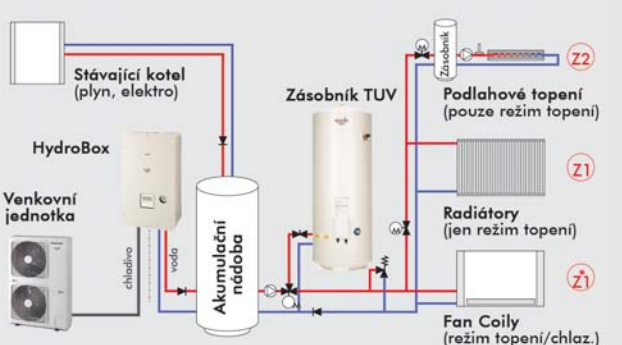 Stávající kotel
(plyn, elektro)
HydroBox
Venkovní
jednotka
chladivo
voda
Akumulační
nádoba
Zásobník TUV
M
M
M
Zásobník
Z2
Podlahové topení
(pouze režim topení)
Z1
Radiátory
(jen režim topení)
Z*1
Fan Coily
(režim topení/chlaz.)